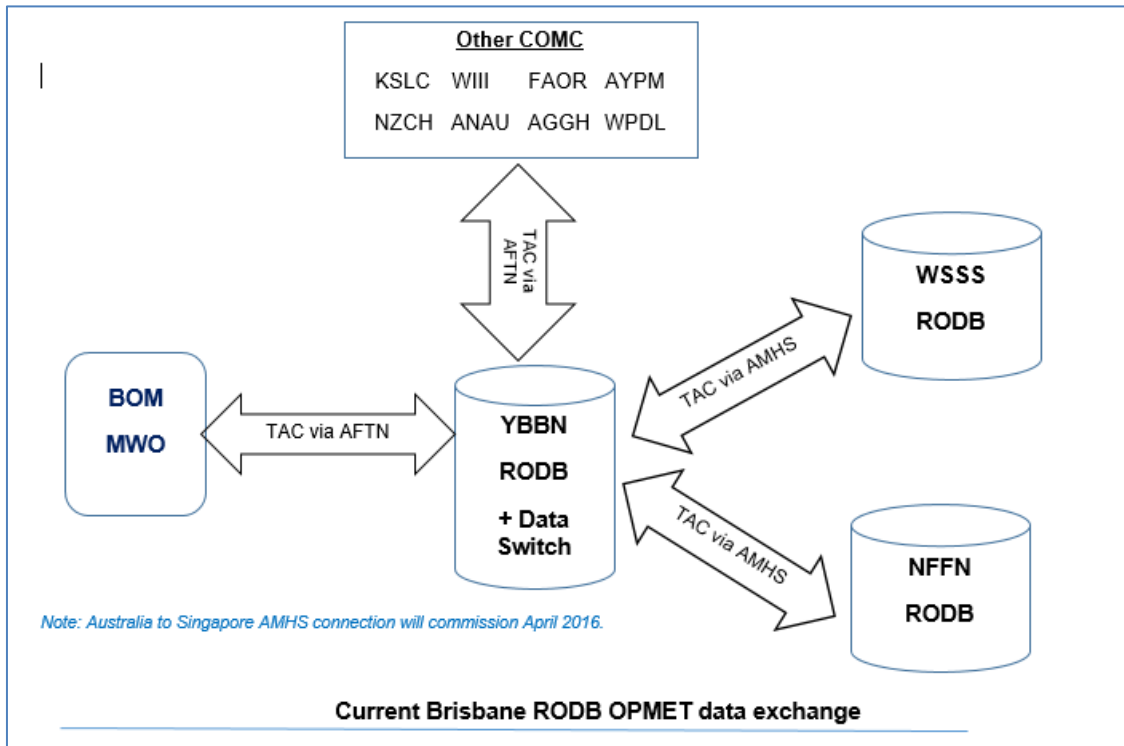 Other COMC
KSLC WIII FAOR AYPM
NZCH ANAU AGGH WPDL
TAC via
AFTN
WSSS
RODB
TAC via AMHS
BOM
MWO
TAC via AFTN
YBBN
RODB
+ Data
Switch
TAC via AMHS
NFFN
RODB
Note: Australia to Singapore AMHS connection will commission April 2016.
Current Brisbane RODB OPMET data exchange